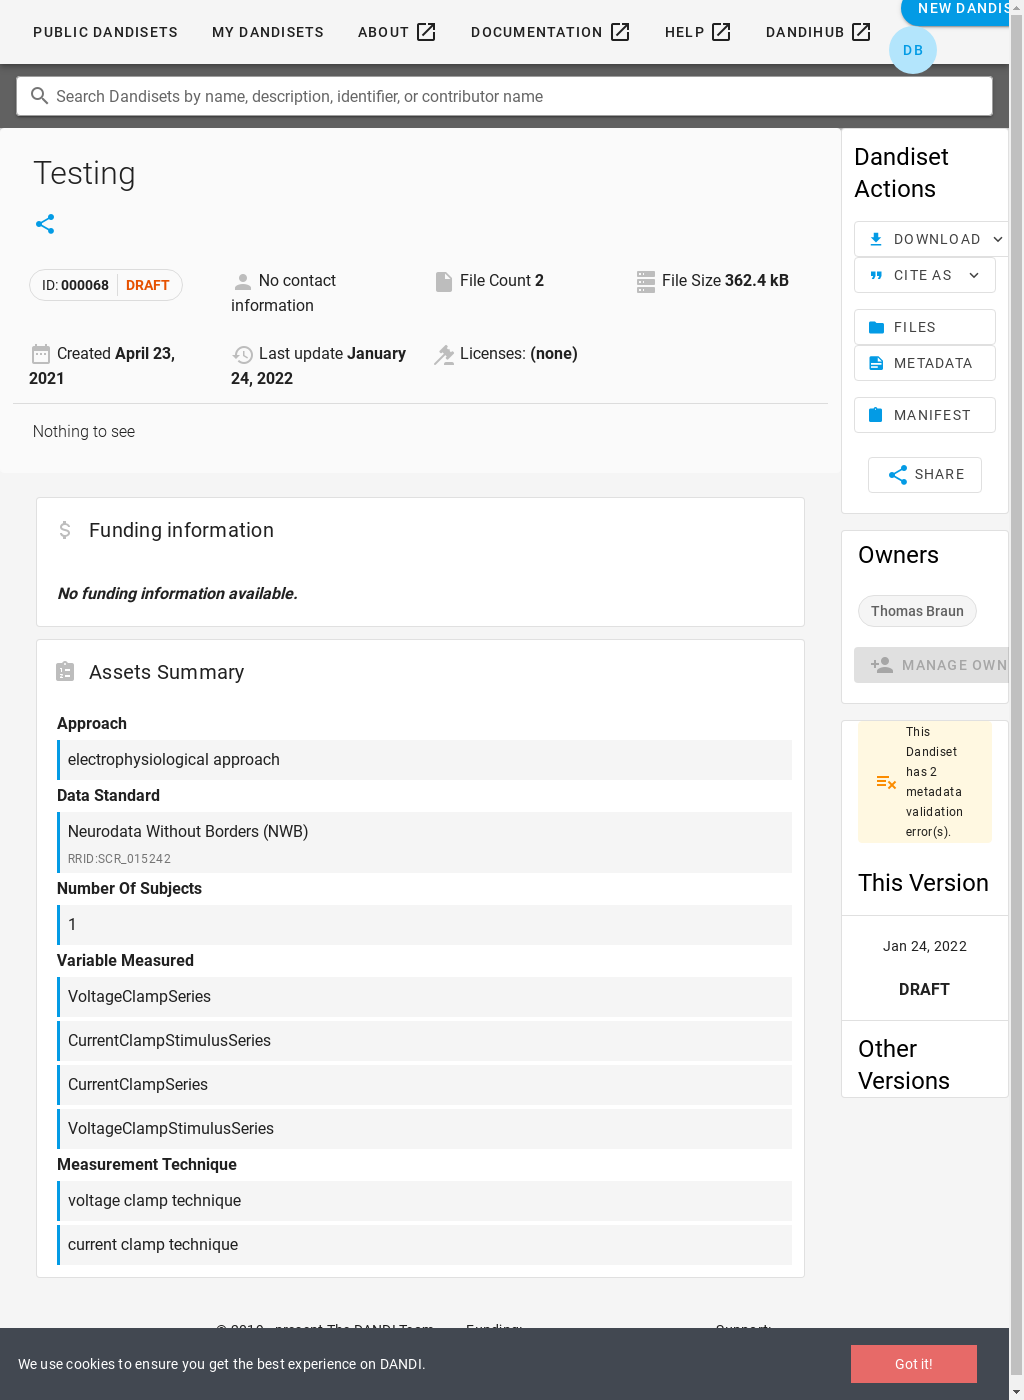 PUBLIC DANDISETS
MY DANDISETS
ABOUT
DOCUMENTATION
HELP
DANDIHUB
NEW DANDIS
DB
Search Dandisets by name, description, identifier, or contributor name
Testing
ID: 000068 DRAFT
No contact
information
File Count 2
File Size 362.4 kB
Created April 23,
2021
Last update January
24, 2022
Licenses: (none)
Nothing to see
Funding information
No funding information available.
Assets Summary
Approach
electrophysiological approach
Data Standard
Neurodata Without Borders (NWB)
RRID:SCR_015242
Number Of Subjects
1
Variable Measured
VoltageClampSeries
CurrentClampStimulusSeries
CurrentClampSeries
VoltageClampStimulusSeries
Measurement Technique
voltage clamp technique
current clamp technique
Dandiset
Actions
DOWNLOAD
CITE AS
FILES
METADATA
MANIFEST
SHARE
Owners
Thomas Braun
MANAGE OWN
This
Dandiset
has 2
metadata
validation
error(s).
This Version
Jan 24, 2022
DRAFT
Other
Versions
present The DANDI Team
Funding:
Support:
We use cookies to ensure you get the best experience on DANDI.
Got it!